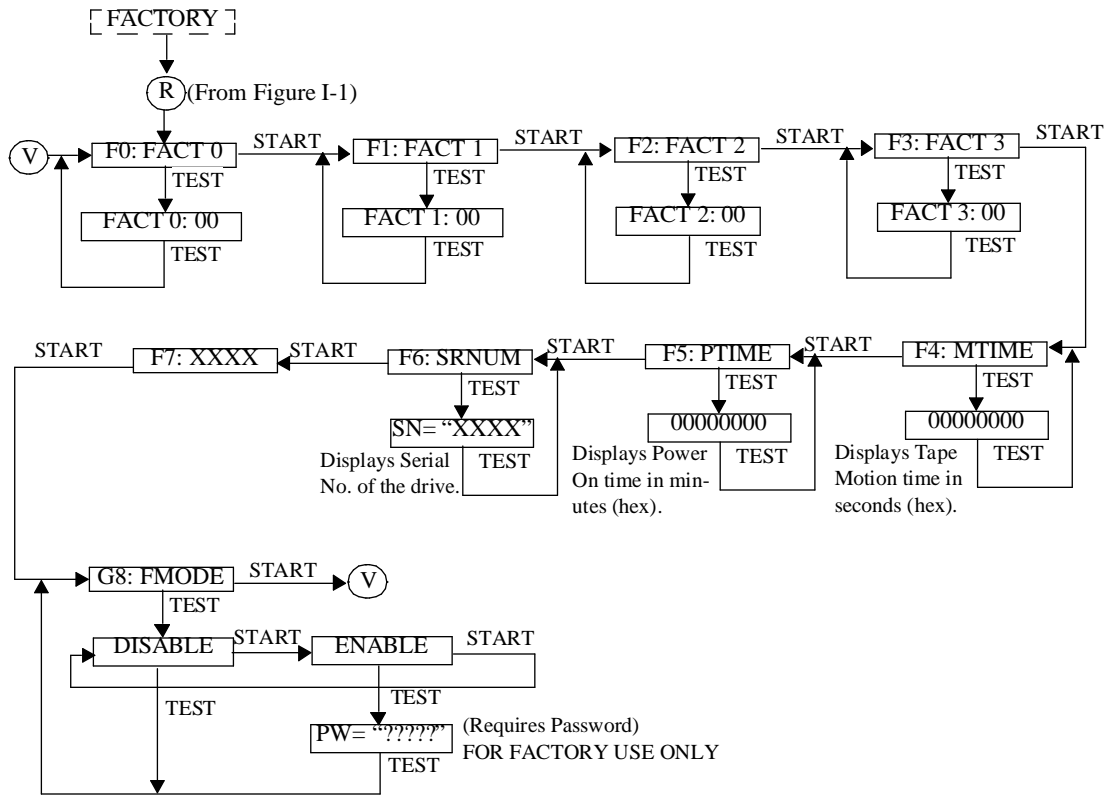 FACTORY
R (From Figure I-1)
V
F0: FACT 0
START
F1: FACT 1
START
F2: FACT 2
START
F3: FACT 3
START
TEST
TEST
TEST
TEST
FACT 0: 00
FACT 1: 00
FACT 2: 00
FACT 3: 00
TEST
TEST
TEST
TEST
START
F7: XXXX
START
F6: SRNUM
START
F5: PTIME
START
F4: MTIME
TEST
TEST
TEST
SN= “XXXX”
00000000
00000000
TEST
TEST
TEST
Displays Serial
No. of the drive.
Displays Power
On time in min-
utes (hex).
Displays Tape
Motion time in
seconds (hex).
G8: FMODE
START
V
TEST
DISABLE
START
ENABLE
START
TEST
TEST
PW= “?????”
(Requires Password)
FOR FACTORY USE ONLY
TEST